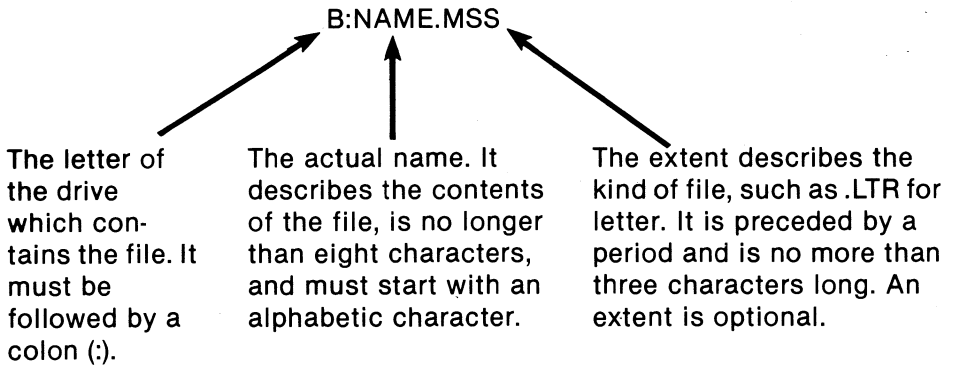 B:NAME.MSS
The letter of
the drive
which con-
tains the file. It
must be
followed by a
colon (:).
The actual name. It
describes the contents
of the file, is no longer
than eight characters,
and must start with an
alphabetic character.
The extent describes the
kind of file, such as .LTR for
letter. It is preceded by a
period and is no more than
three characters long. An
extent is optional.